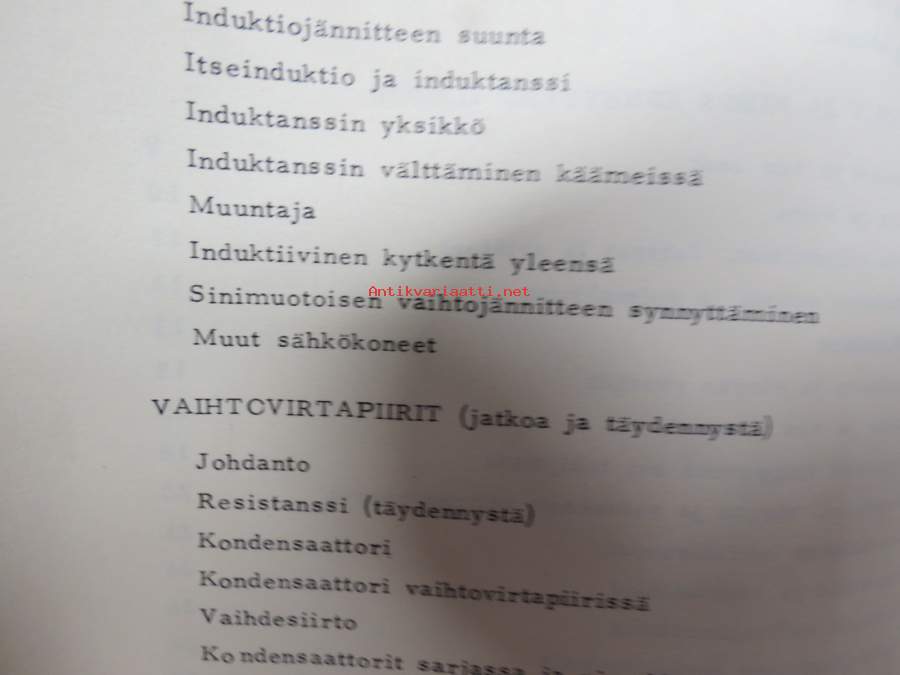 Induktiojännitteen suunta
Itseinduktio ja induktanssi
Induktanssin yksikkö
Induktanssin välttäminen käämeissä
Muuntaja
Induktiivinen kytkentä yleensä
Antikvariaatti.net
Sinimuotoisen vaihtojännitteen synnyttäminen
Muut sähkökoneet
VAIHTOVIRTAPIIRIT (jatkoa ja täydennystä)
Johdanto
Resistanssi (täydennystä)
Kondensaattori
Kondensaattori vaihtovirtapiirissä
Vaihdesiirto
Kondensaattorit sarjassa ja